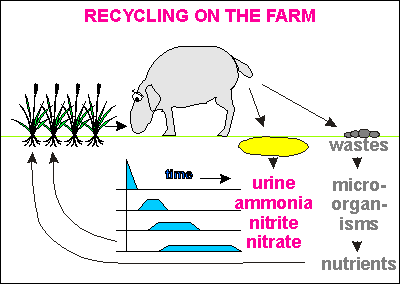 RECYCLING ON THE FARM
wastes
time
urine
ammonia
nitrite
nitrate
micro-
organ-
isms
nutrients